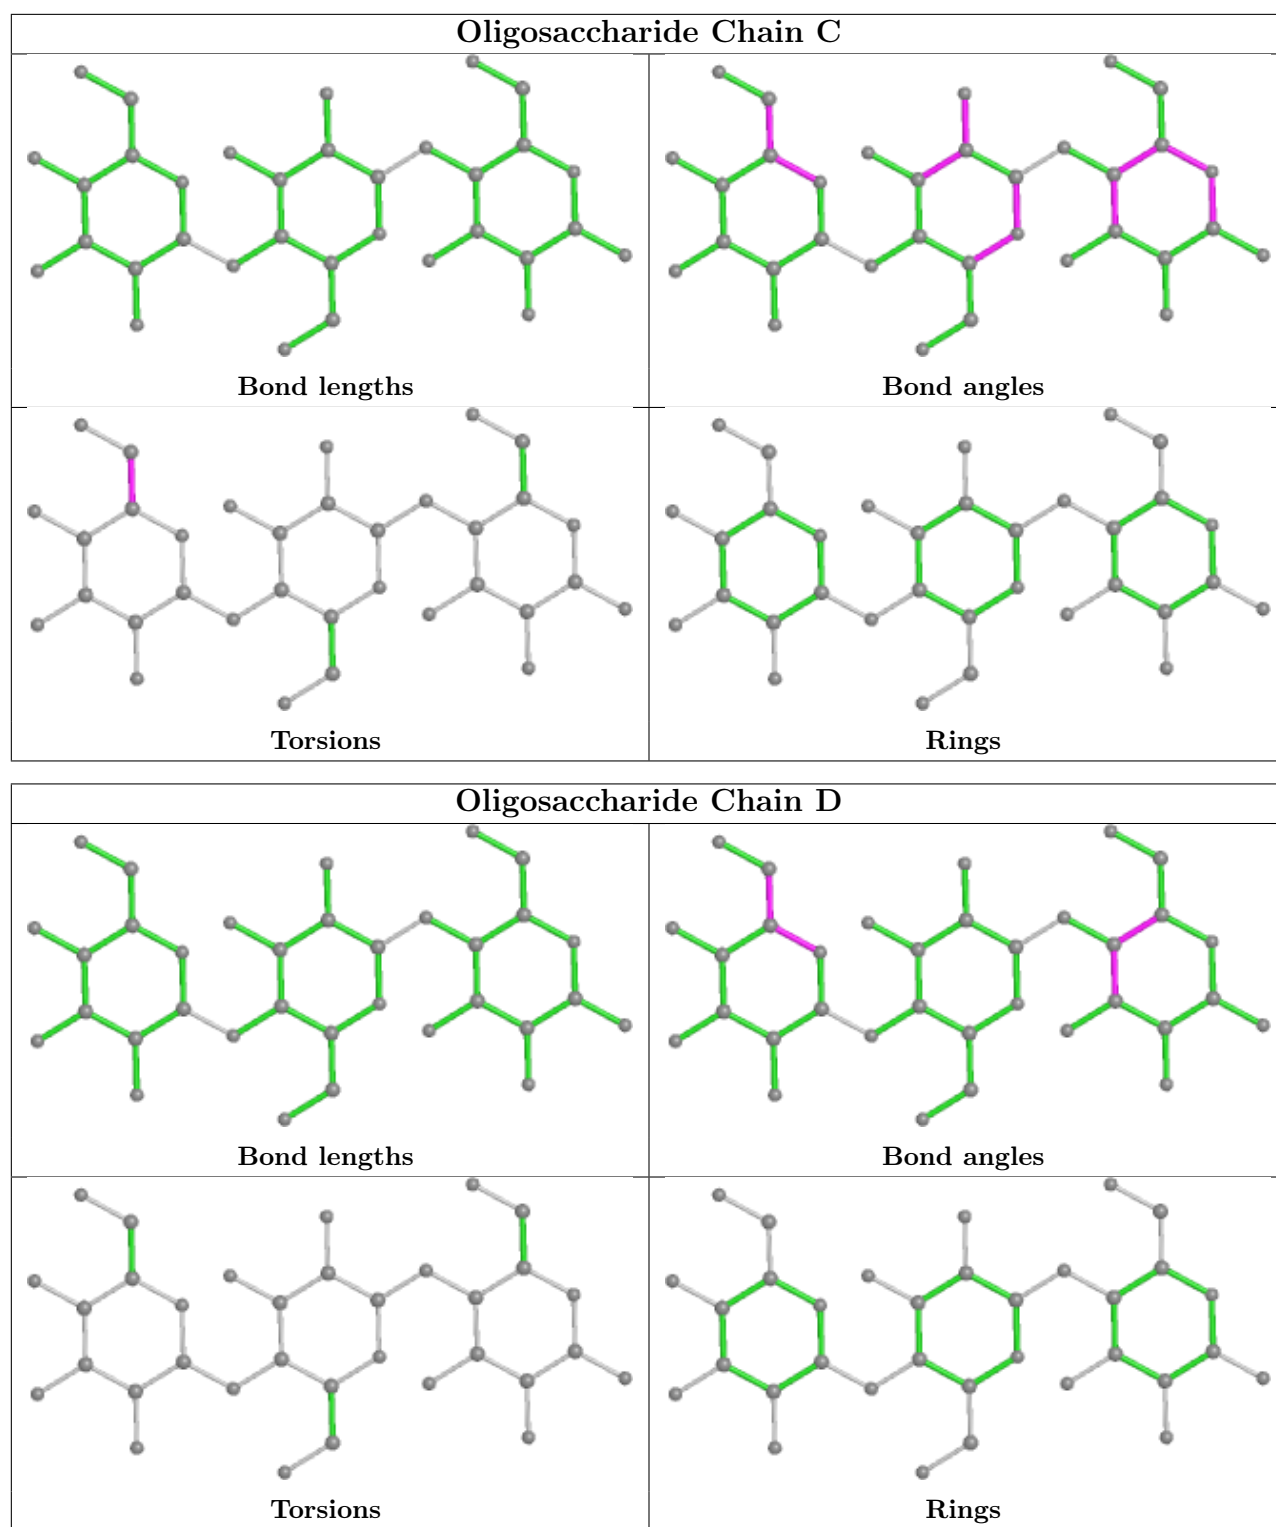 Oligosaccharide Chain C
Bond lengths
Bond angles
Torsions
Rings
Oligosaccharide Chain D
Bond lengths
Bond angles
Torsions
Rings